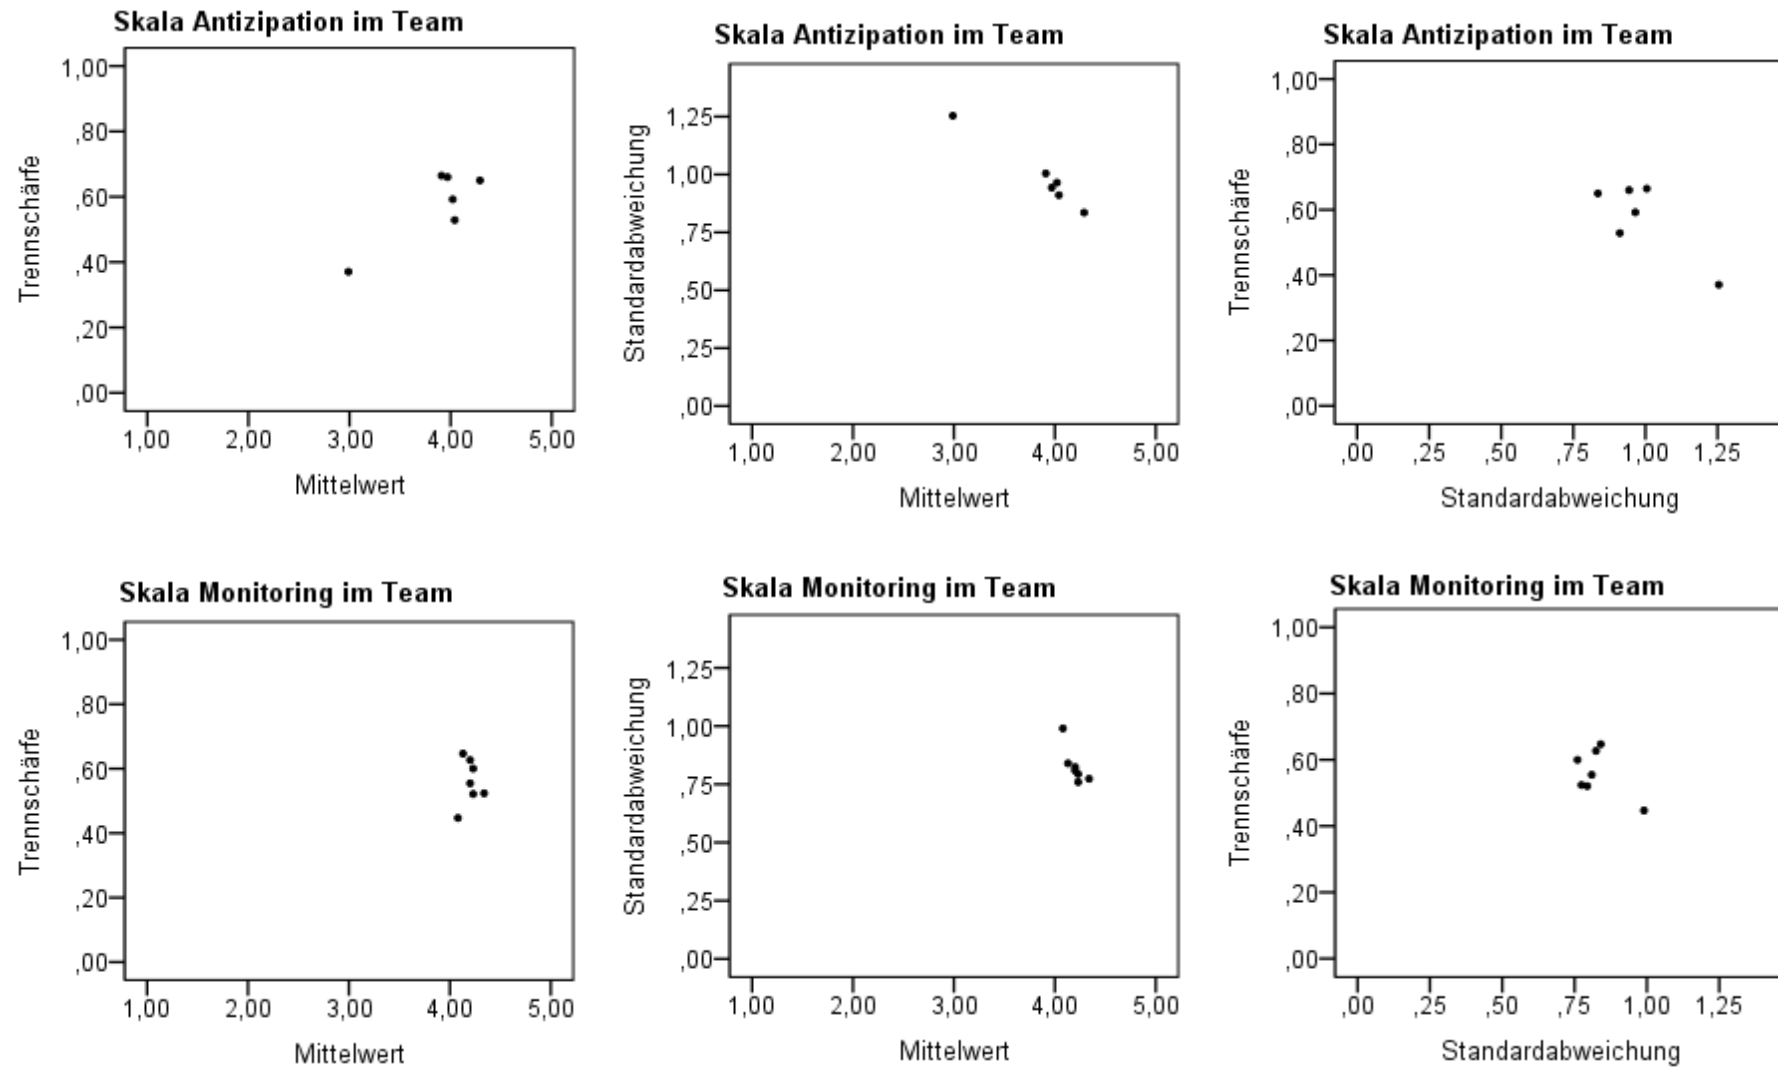 Skala Antizipation im Team
1,00
,80
,60
,40
,20
,00
Trennschärfe
1,00 2,00 3,00 4,00 5,00
Mittelwert
Skala Antizipation im Team
1,25
1,00
,75
,50
,25
,00
Standardabweichung
1,00 2,00 3,00 4,00 5,00
Mittelwert
Skala Antizipation im Team
1,00
,80
,60
,40
,20
,00
Trennschärfe
,00 ,25 ,50 ,75 1,00 1,25
Standardabweichung
Skala Monitoring im Team
1,00
,80
,60
,40
,20
,00
Trennschärfe
1,00 2,00 3,00 4,00 5,00
Mittelwert
Skala Monitoring im Team
1,25
1,00
,75
,50
,25
,00
Standardabweichung
1,00 2,00 3,00 4,00 5,00
Mittelwert
Skala Monitoring im Team
1,00
,80
,60
,40
,20
,00
Trennschärfe
,00 ,25 ,50 ,75 1,00 1,25
Standardabweichung